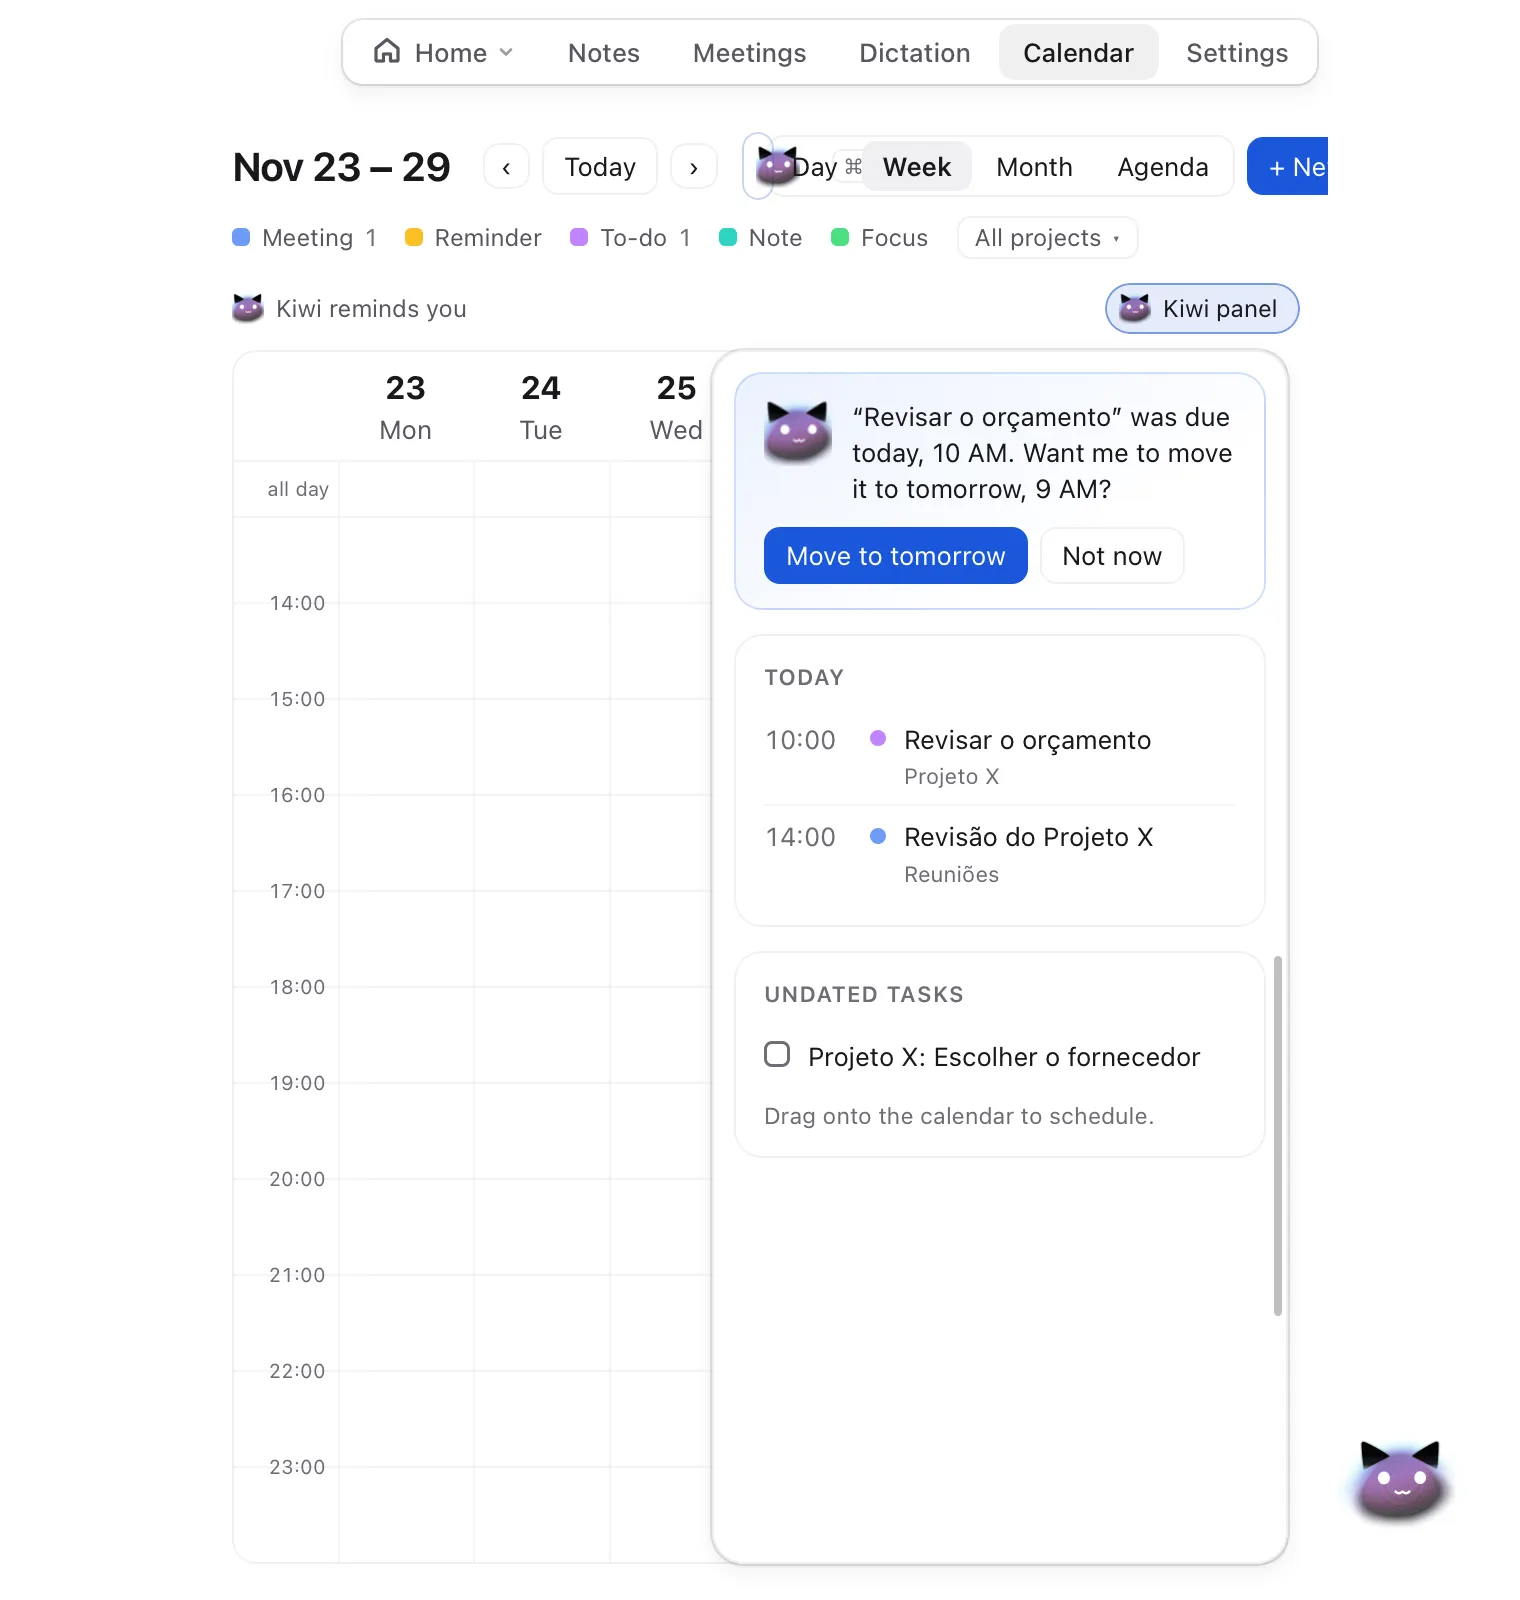 Home Notes Meetings Dictation Calendar Settings
Nov 23 – 29 ‹ Today › Day ⌘ Week Month Agenda + Ne
Meeting 1 Reminder To-do 1 Note Focus All projects
Kiwi reminds you Kiwi panel
23 24 25
Mon Tue Wed
all day
14:00
15:00
16:00
17:00
18:00
19:00
20:00
21:00
22:00
23:00
“Revisar o orçamento” was due
today, 10 AM. Want me to move
it to tomorrow, 9 AM?
Move to tomorrow Not now
TODAY
10:00 Revisar o orçamento
Projeto X
14:00 Revisão do Projeto X
Reuniões
UNDATED TASKS
Projeto X: Escolher o fornecedor
Drag onto the calendar to schedule.